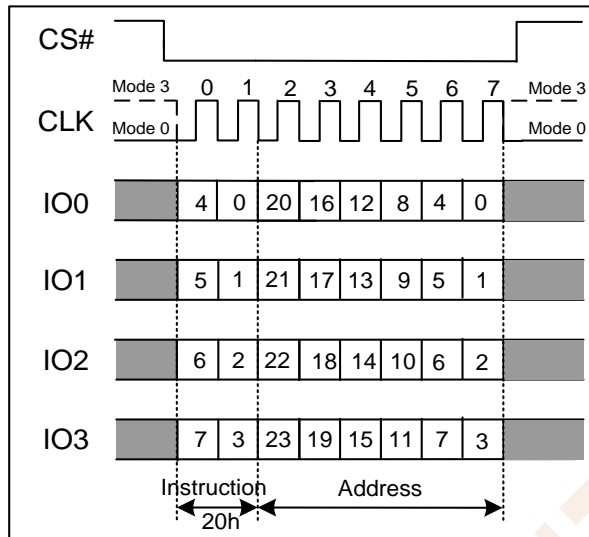 CS#
Mode 3 0 1 2 3 4 5 6 7 Mode 3
CLK
Mode 0 Mode 0
IO0 4 0 20 16 12 8 4 0
IO1 5 1 21 17 13 9 5 1
IO2 6 2 22 18 14 10 6 2
IO3 7 3 23 19 15 11 7 3
Instruction Address
20h